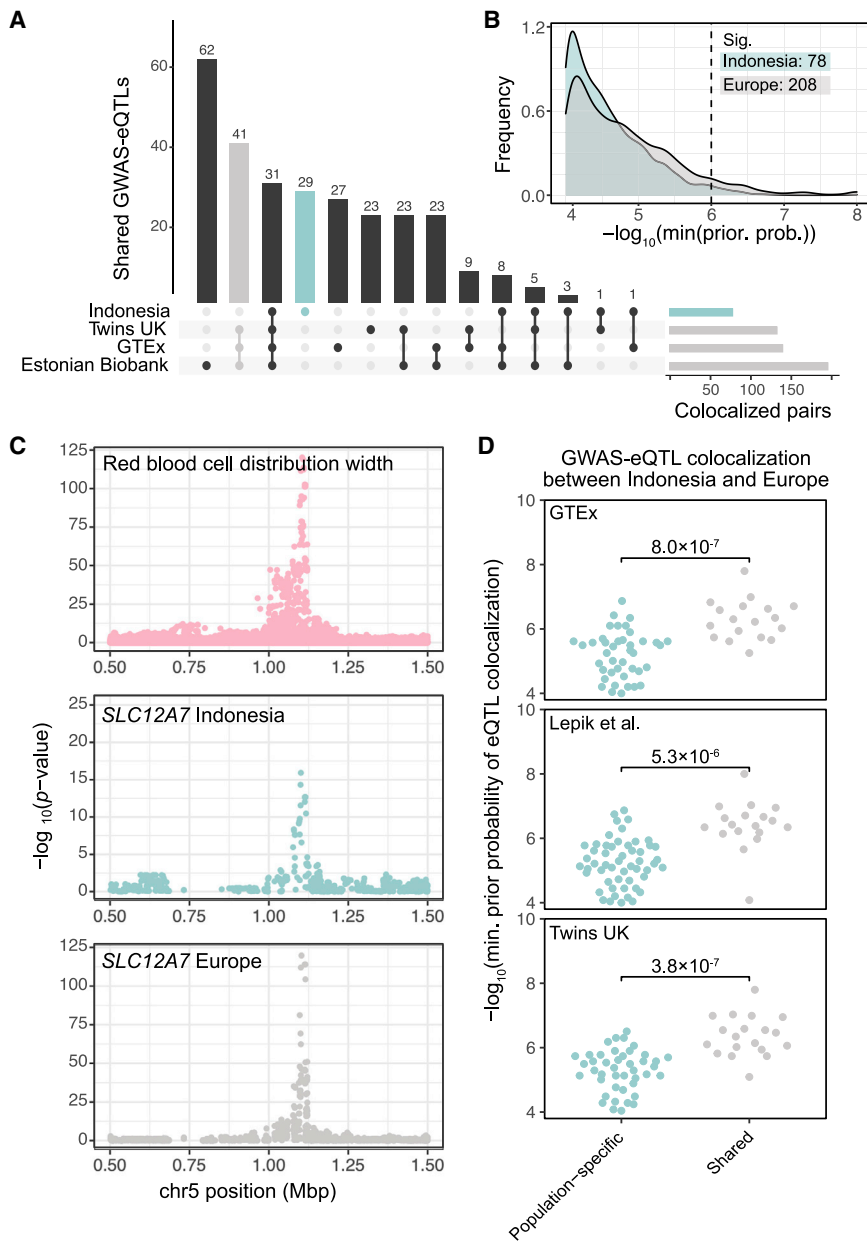 A
Shared GWAS-eQTLs
60
40
20
62
41
31
29
27
23
23
23
9
8
5
3
1
1
Indonesia
Twins UK
GTEx
Estonian Biobank
50
150
Colocalized pairs
B
Frequency
1.2
0.6
0.0
Sig.
Indonesia: 78
Europe: 208
4
5
6
7
8
−log10(min(prior. prob.))
C
−log10(p−value)
Red blood cell distribution width
125
100
75
50
25
0
0.50
0.75
1.00
1.25
1.50
SLC12A7 Indonesia
25
20
15
10
5
0
0.50
0.75
1.00
1.25
1.50
SLC12A7 Europe
125
100
75
50
25
0
0.50
0.75
1.00
1.25
1.50
chr5 position (Mbp)
D
GWAS-eQTL colocalization
between Indonesia and Europe
−log10(min. prior probability of eQTL colocalization)
GTEx
8.0×10-7
10
8
6
4
Lepik et al.
5.3×10-6
10
8
6
4
Twins UK
3.8×10-7
10
8
6
4
Population−specific
Shared